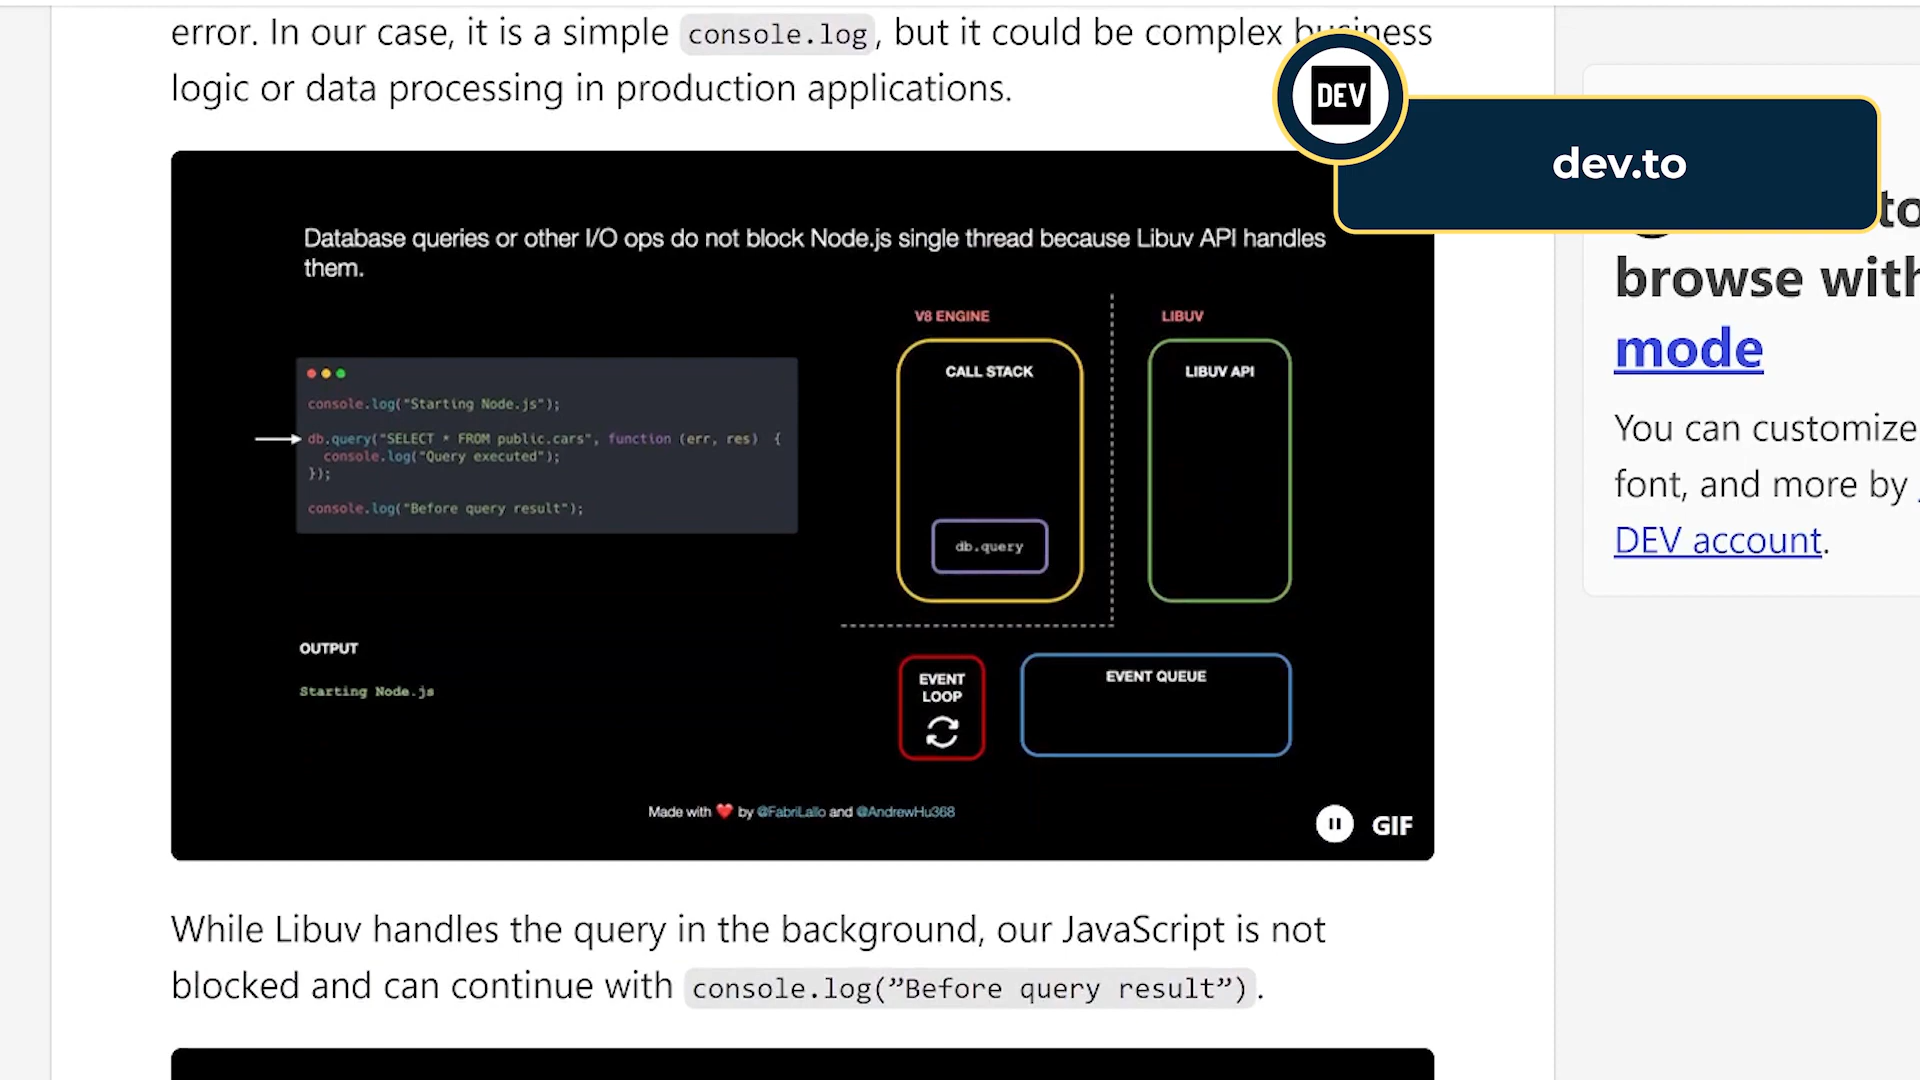 error. In our case, it is a simple console.log, but it could be complex business
logic or data processing in production applications.
DEV
dev.to
Database queries or other I/O ops do not block Node.js single thread because Libuv API handles
them.
V8 ENGINE
LIBUV
CALL STACK
LIBUV API
console.log("Starting Node.js");
db.query("SELECT * FROM public.cars", function (err, res) {
console.log("Query executed");
});
console.log("Before query result");
db.query
OUTPUT
Starting Node.js
EVENT
LOOP
EVENT QUEUE
Made with ❤️ by @FabriLallo and @AndrewHu368
GIF
While Libuv handles the query in the background, our JavaScript is not
blocked and can continue with console.log(”Before query result”).
to
browse with
mode
You can customize
font, and more by
DEV account.